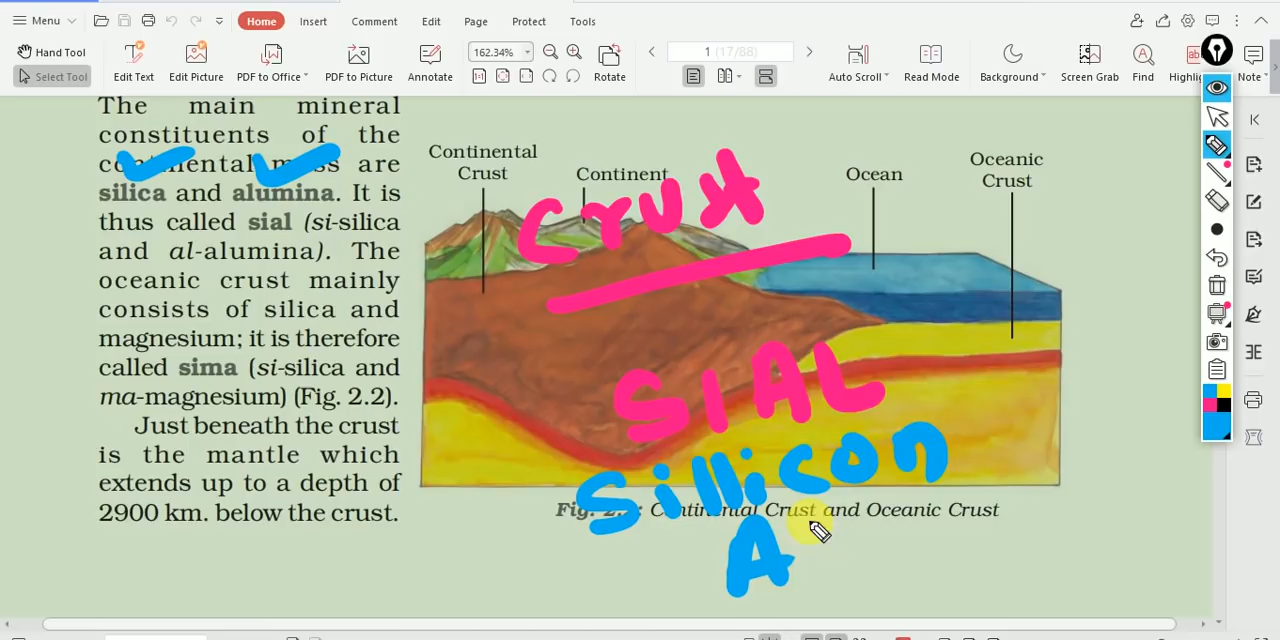 Menu File Home Insert Comment Edit Page Protect Tools
Hand Tool
Select Tool
Edit Text Edit Picture PDF to Office PDF to Picture Annotate 162.34% Rotate 1 (17/88) Auto Scroll Read Mode Background Screen Grab Find Highlig Note
The main mineral
constituents of the
continental mass are
silica and alumina. It is
thus called sial (si-silica
and al-alumina). The
oceanic crust mainly
consists of silica and
magnesium; it is therefore
called sima (si-silica and
ma-magnesium) (Fig. 2.2).
Just beneath the crust
is the mantle which
extends up to a depth of
2900 km. below the crust.
Continental
Crust
Continent
Ocean
Oceanic
Crust
Crust
SIAL
Sillicon
A
Continental Crust and Oceanic Crust